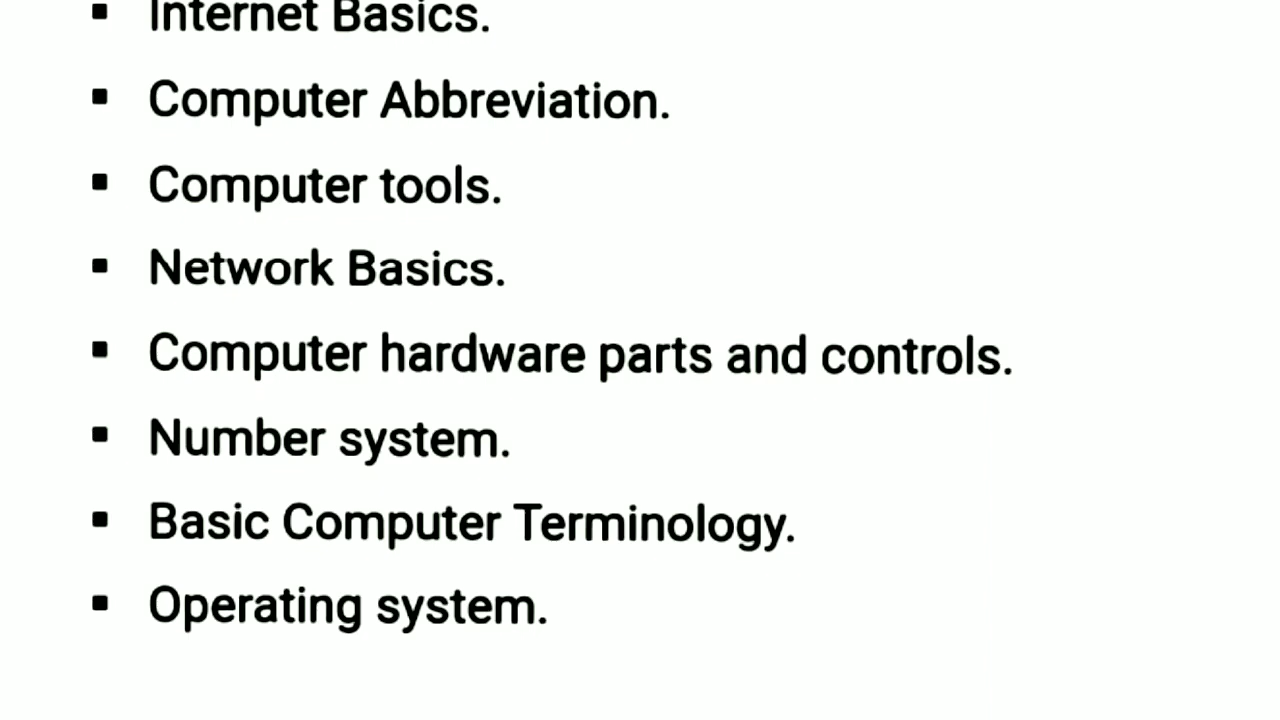 ▪ Internet Basics.
▪ Computer Abbreviation.
▪ Computer tools.
▪ Network Basics.
▪ Computer hardware parts and controls.
▪ Number system.
▪ Basic Computer Terminology.
▪ Operating system.